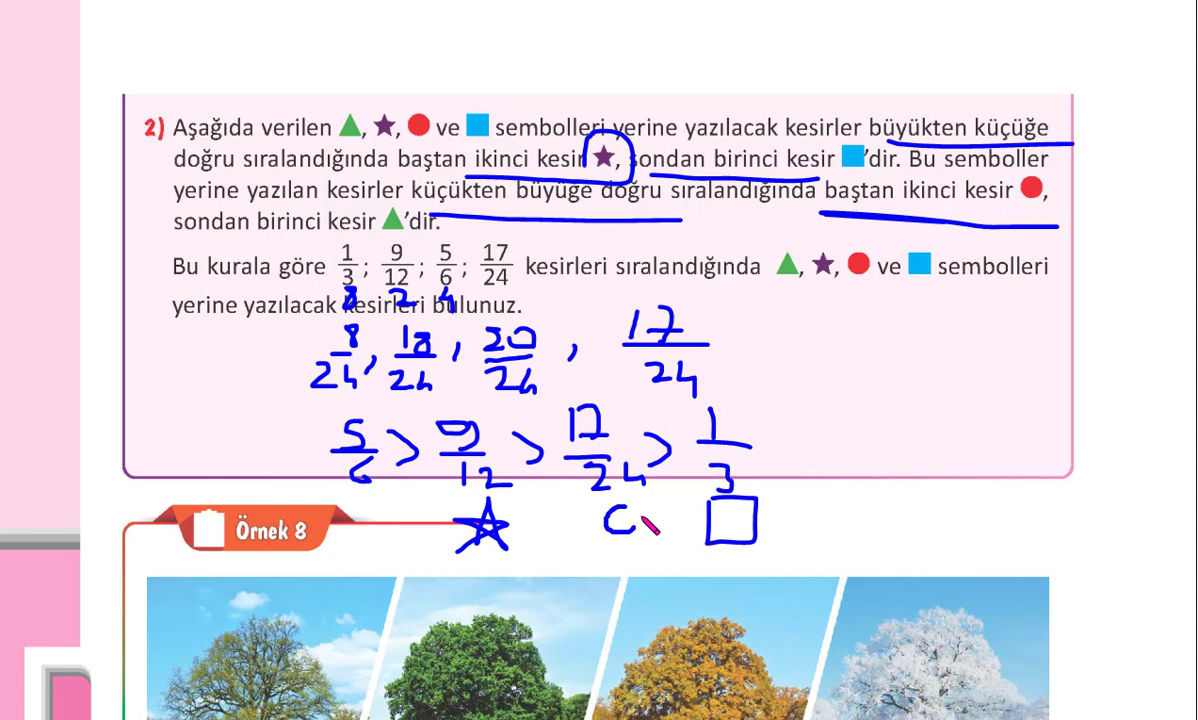 2) Aşağıda verilen ▲, ★, ● ve ■ sembolleri yerine yazılacak kesirler büyükten küçüğe
doğru sıralandığında baştan ikinci kesir ★, sondan birinci kesir ■'dir. Bu semboller
yerine yazılan kesirler küçükten büyüğe doğru sıralandığında baştan ikinci kesir ●,
sondan birinci kesir ▲'dir.
Bu kurala göre 1/3; 9/12; 5/6; 17/24 kesirleri sıralandığında ▲, ★, ● ve ■ sembolleri
8 2 4
yerine yazılacak kesirleri bulunuz.
8/24, 18/24, 20/24, 17/24
5/6 > 9/12 > 17/24 > 1/3
Örnek 8